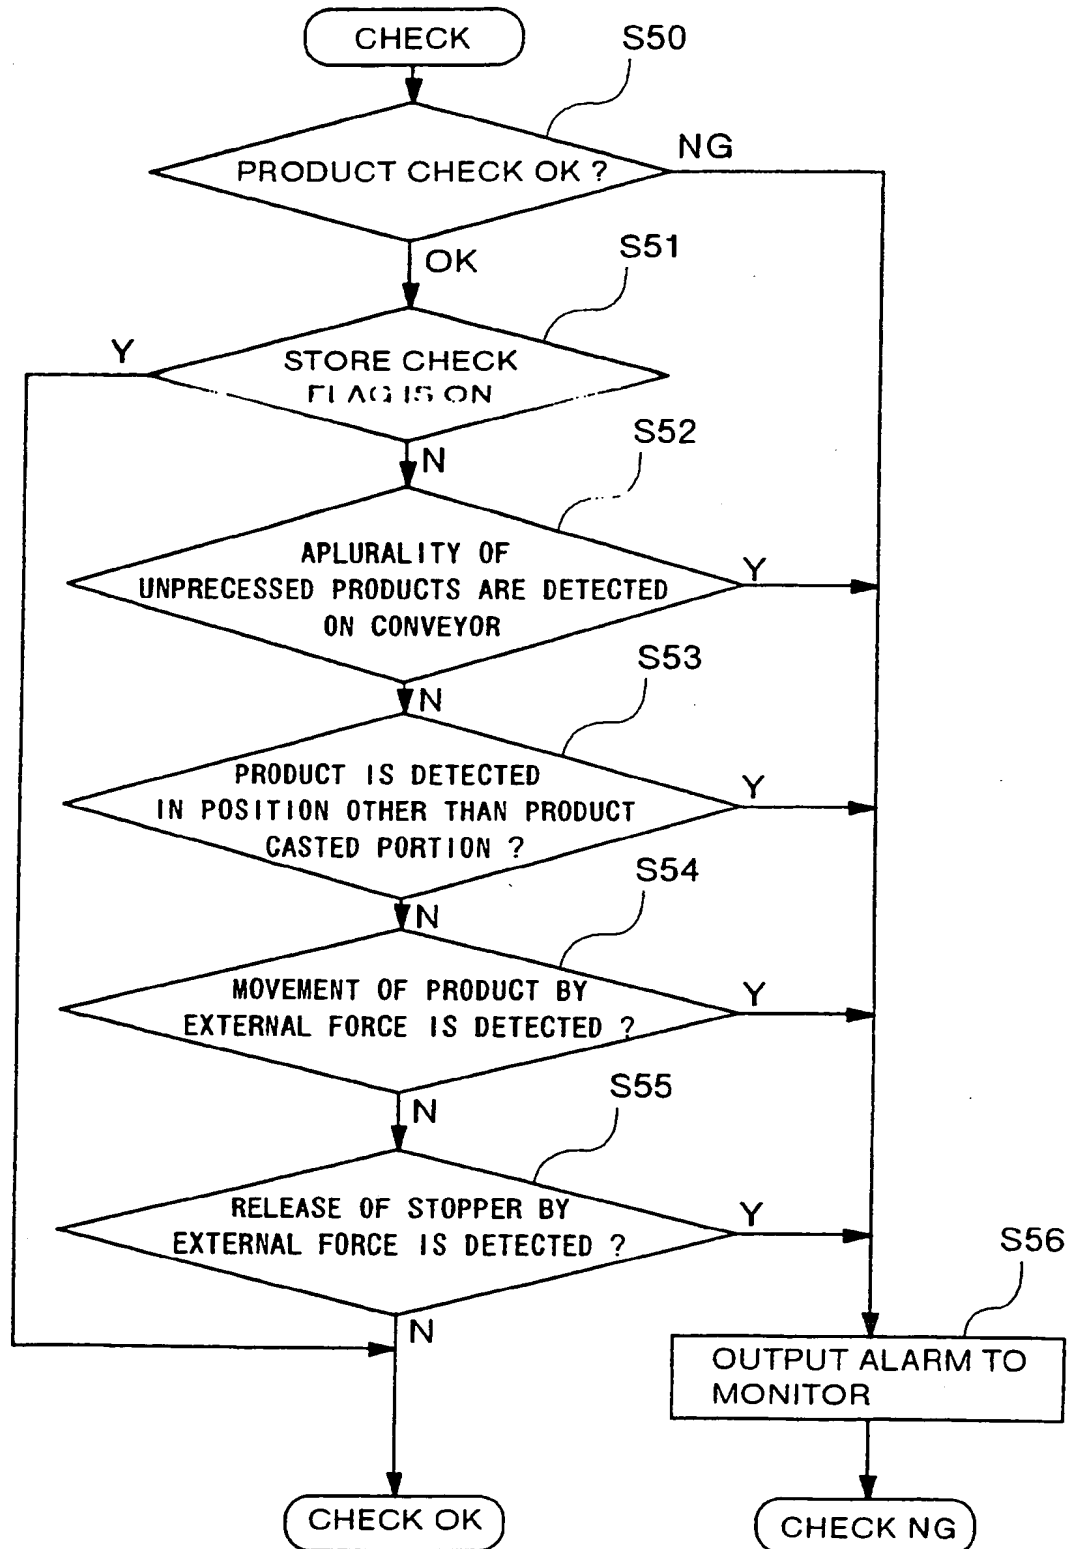 CHECK
S50
PRODUCT CHECK OK ?
NG
OK
S51
STORE CHECK
FLAG IS ON
Y
N
S52
APLURALITY OF
UNPRECESSED PRODUCTS ARE DETECTED
ON CONVEYOR
Y
N
S53
PRODUCT IS DETECTED
IN POSITION OTHER THAN PRODUCT
CASTED PORTION ?
Y
N
S54
MOVEMENT OF PRODUCT BY
EXTERNAL FORCE IS DETECTED ?
Y
N
S55
RELEASE OF STOPPER BY
EXTERNAL FORCE IS DETECTED ?
Y
N
S56
OUTPUT ALARM TO
MONITOR
CHECK OK
CHECK NG